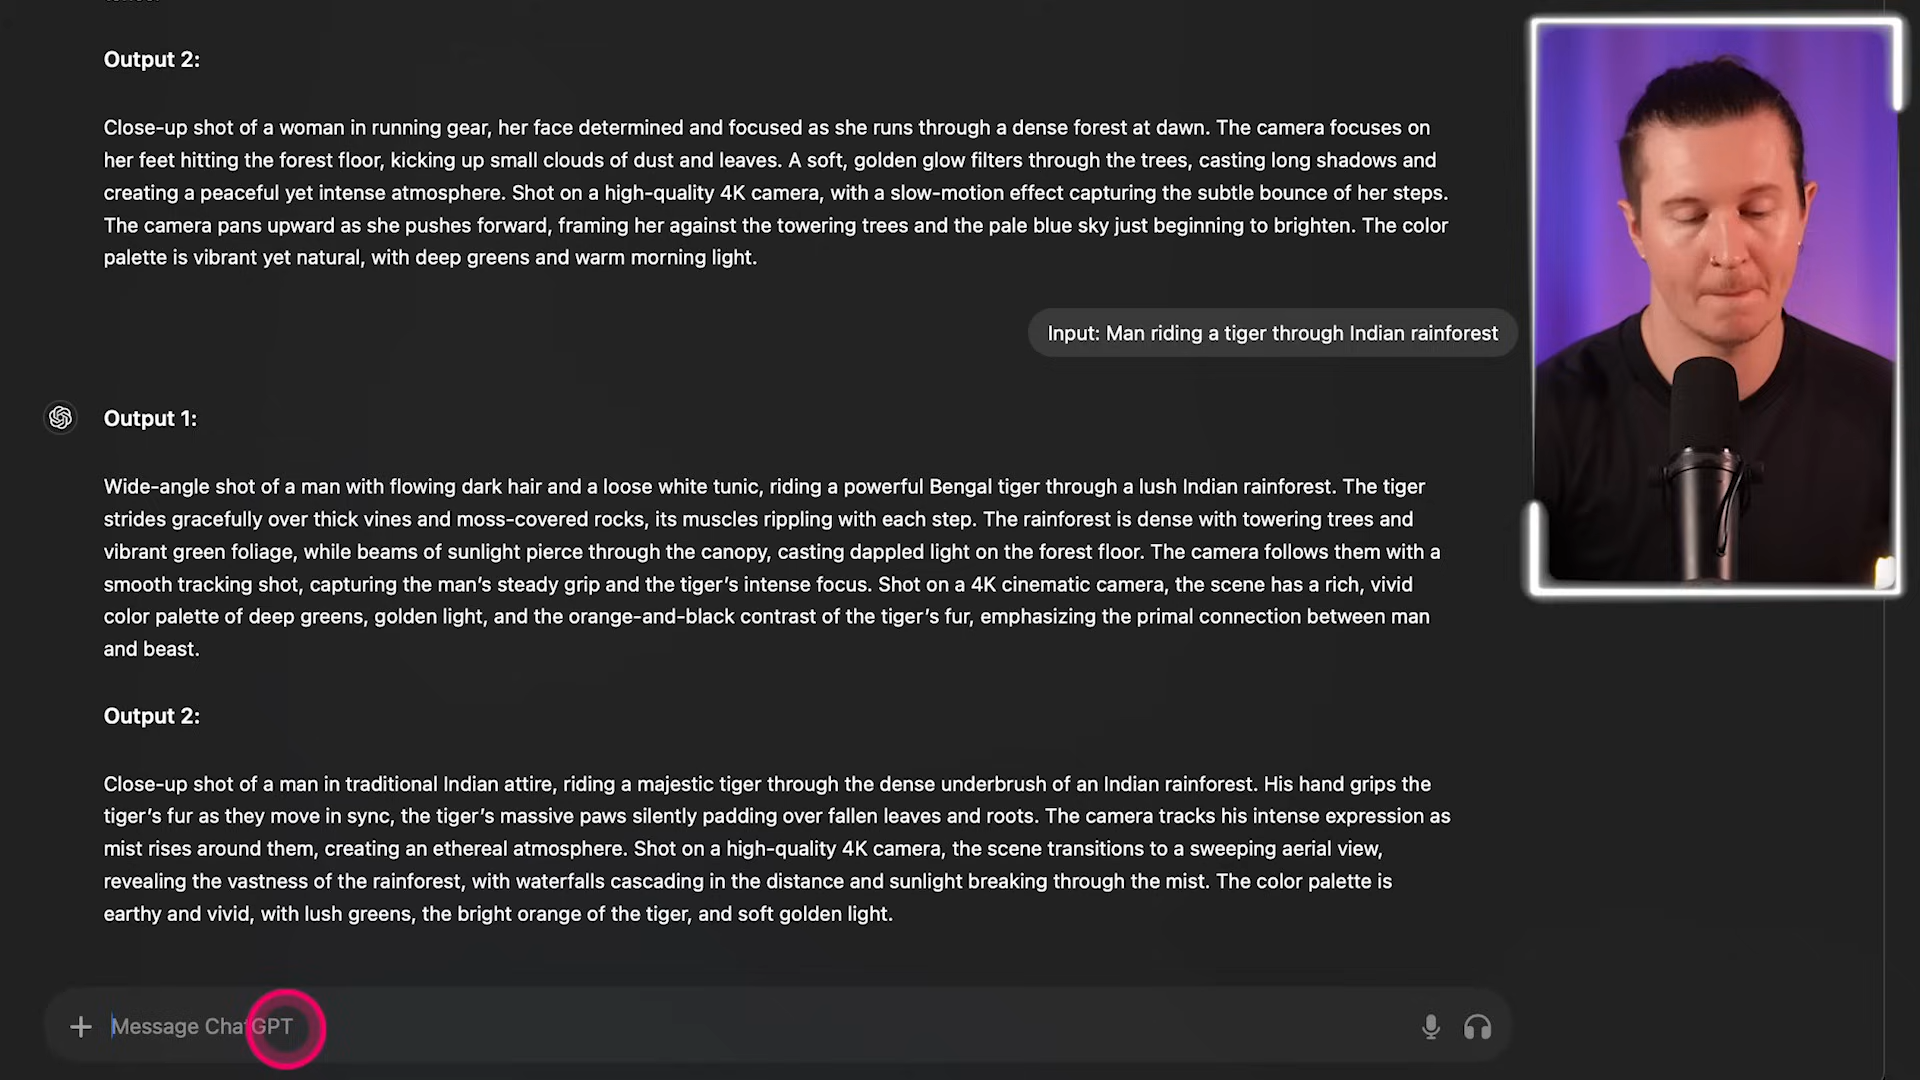 Output 2:
Close-up shot of a woman in running gear, her face determined and focused as she runs through a dense forest at dawn. The camera focuses on
her feet hitting the forest floor, kicking up small clouds of dust and leaves. A soft, golden glow filters through the trees, casting long shadows and
creating a peaceful yet intense atmosphere. Shot on a high-quality 4K camera, with a slow-motion effect capturing the subtle bounce of her steps.
The camera pans upward as she pushes forward, framing her against the towering trees and the pale blue sky just beginning to brighten. The color
palette is vibrant yet natural, with deep greens and warm morning light.
Input: Man riding a tiger through Indian rainforest
Output 1:
Wide-angle shot of a man with flowing dark hair and a loose white tunic, riding a powerful Bengal tiger through a lush Indian rainforest. The tiger
strides gracefully over thick vines and moss-covered rocks, its muscles rippling with each step. The rainforest is dense with towering trees and
vibrant green foliage, while beams of sunlight pierce through the canopy, casting dappled light on the forest floor. The camera follows them with a
smooth tracking shot, capturing the man’s steady grip and the tiger’s intense focus. Shot on a 4K cinematic camera, the scene has a rich, vivid
color palette of deep greens, golden light, and the orange-and-black contrast of the tiger’s fur, emphasizing the primal connection between man
and beast.
Output 2:
Close-up shot of a man in traditional Indian attire, riding a majestic tiger through the dense underbrush of an Indian rainforest. His hand grips the
tiger’s fur as they move in sync, the tiger’s massive paws silently padding over fallen leaves and roots. The camera tracks his intense expression as
mist rises around them, creating an ethereal atmosphere. Shot on a high-quality 4K camera, the scene transitions to a sweeping aerial view,
revealing the vastness of the rainforest, with waterfalls cascading in the distance and sunlight breaking through the mist. The color palette is
earthy and vivid, with lush greens, the bright orange of the tiger, and soft golden light.
Message ChatGPT